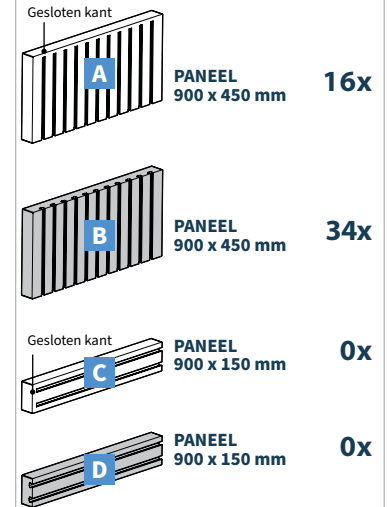 Gesloten kant
A
PANEEL
900 x 450 mm
16x
B
PANEEL
900 x 450 mm
34x
Gesloten kant
C
PANEEL
900 x 150 mm
0x
D
PANEEL
900 x 150 mm
0x